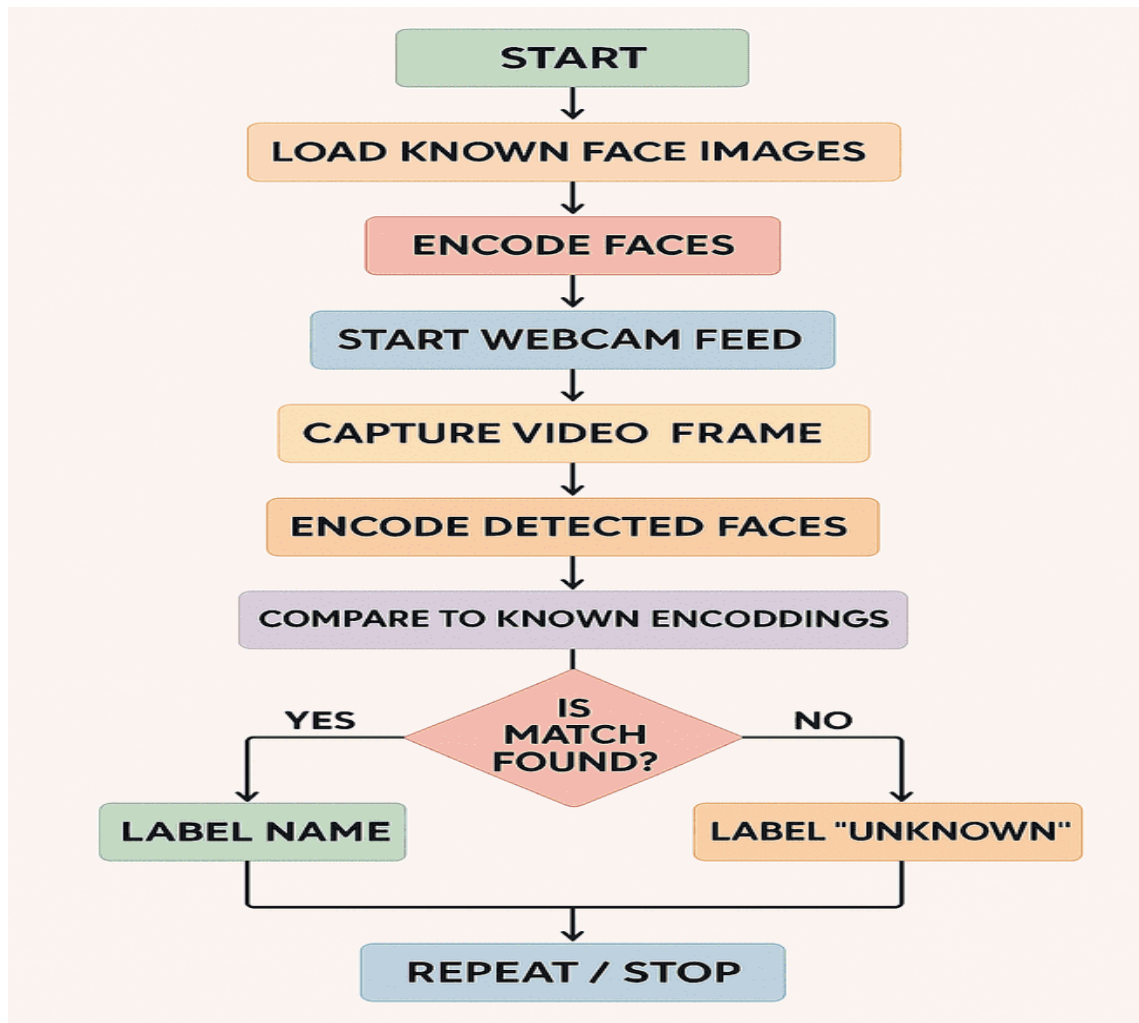 START
LOAD KNOWN FACE IMAGES
ENCODE FACES
START WEBCAM FEED
CAPTURE VIDEO FRAME
ENCODE DETECTED FACES
COMPARE TO KNOWN ENCODDINGS
IS
MATCH
FOUND?
YES
NO
LABEL NAME
LABEL "UNKNOWN"
REPEAT / STOP